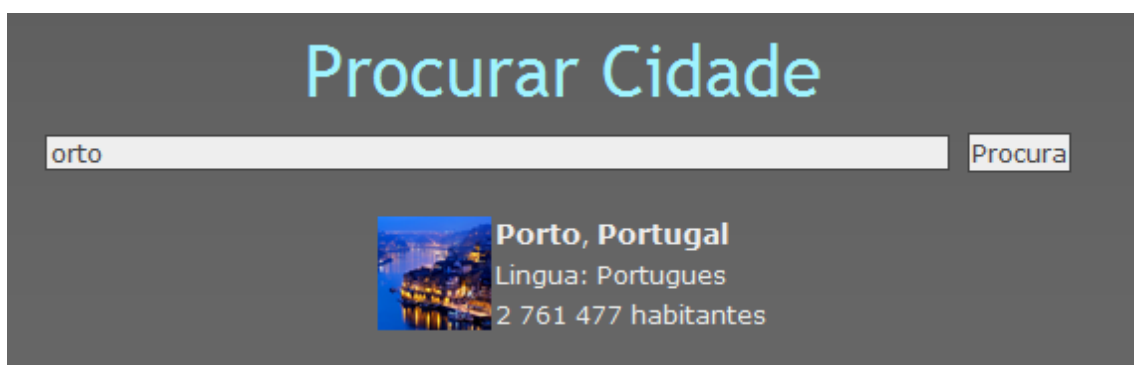 Procurar Cidade
orto Procura
Porto, Portugal
Lingua: Portugues
2 761 477 habitantes